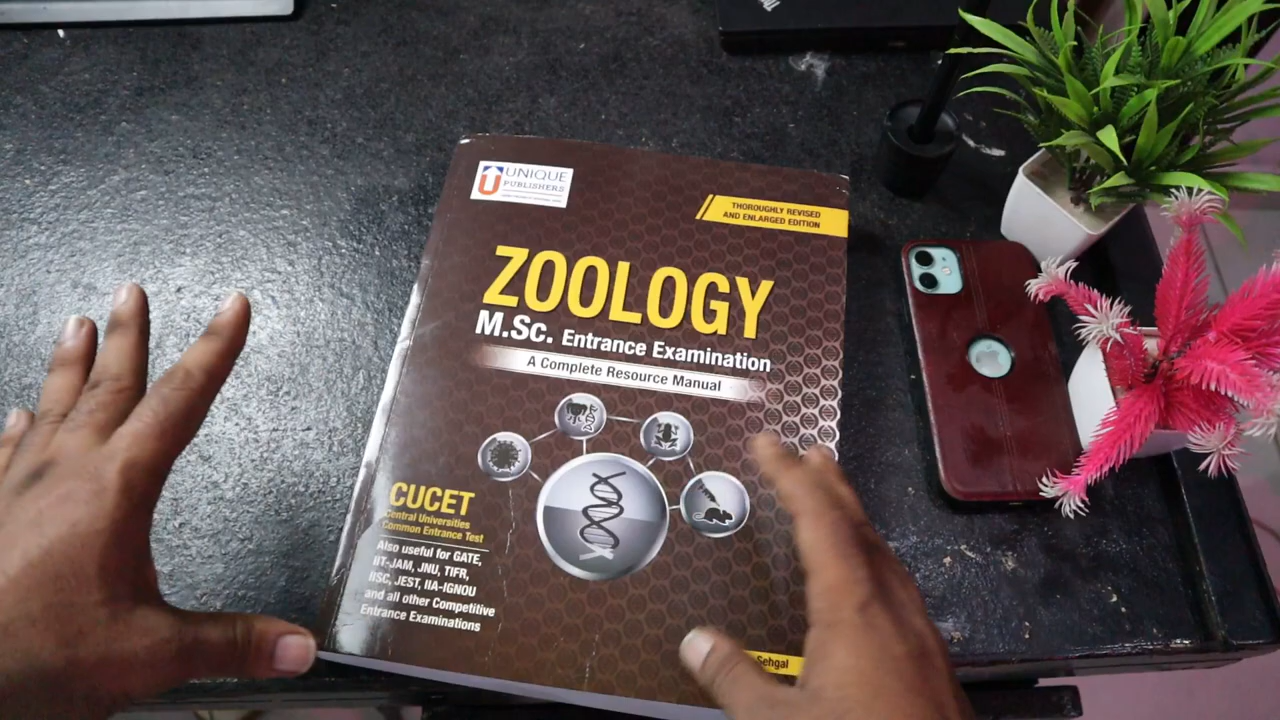 UNIQUE
PUBLISHERS
THOROUGHLY REVISED
AND ENLARGED EDITION
ZOOLOGY
M.SC. Entrance Examination
A Complete Resource Manual
CUCET
Central Universities
Common Entrance Test
Also useful for GATE,
IIT-JAM, JNU, TIFR,
IISC, JEST, IIA-IGNOU
and all other Competitive
Entrance Examinations
Sehgal